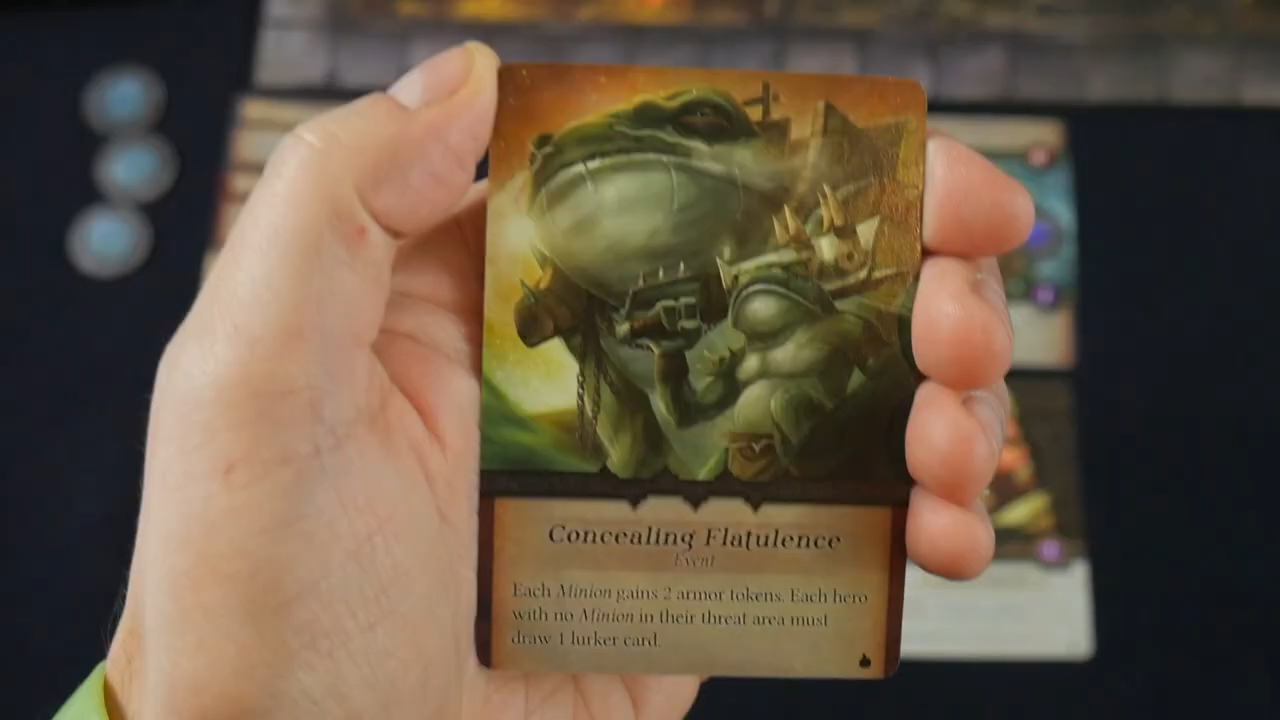 Concealing Flatulence
Event
Each Minion gains 2 armor tokens. Each hero
with no Minion in their threat area must
draw 1 lurker card.